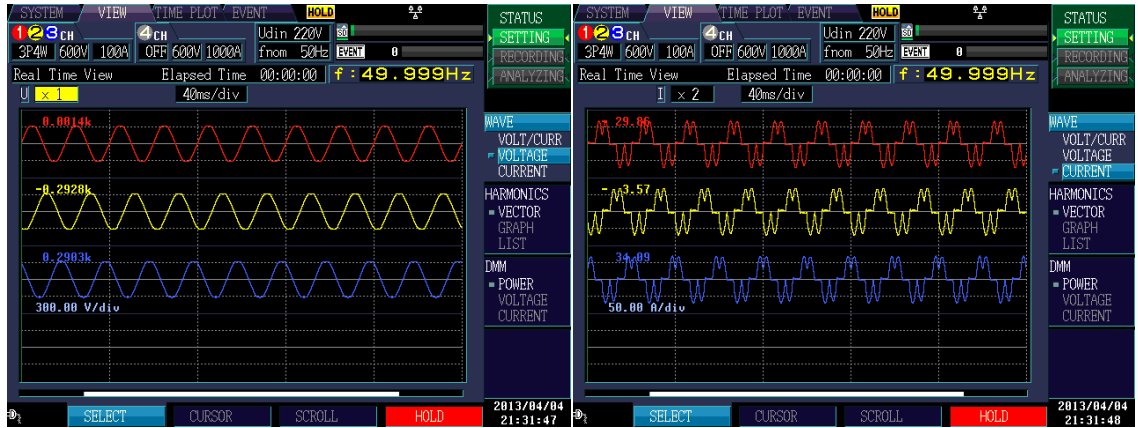 SYSTEM VIEW TIME PLOT EVENT HOLD
1 2 3 CH 4 CH Udin 220V SD
3P4W 600V 100A OFF 600V 1000A fnom 50Hz EVENT 0
Real Time View Elapsed Time 00:00:00 f:49.999Hz
U ×1 40ms/div
0.0014k
-0.2928k
0.2903k
300.00 V/div
STATUS
SETTING
RECORDING
ANALYZING
WAVE
VOLT/CURR
VOLTAGE
CURRENT
HARMONICS
VECTOR
GRAPH
LIST
DMM
POWER
VOLTAGE
CURRENT
SELECT CURSOR SCROLL HOLD
2013/04/04
21:31:47
SYSTEM VIEW TIME PLOT EVENT HOLD
1 2 3 CH 4 CH Udin 220V SD
3P4W 600V 100A OFF 600V 1000A fnom 50Hz EVENT 0
Real Time View Elapsed Time 00:00:00 f:49.999Hz
I ×2 40ms/div
34.09
50.00 A/div
STATUS
SETTING
RECORDING
ANALYZING
WAVE
VOLT/CURR
VOLTAGE
CURRENT
HARMONICS
VECTOR
GRAPH
LIST
DMM
POWER
VOLTAGE
CURRENT
SELECT CURSOR SCROLL HOLD
2013/04/04
21:31:48